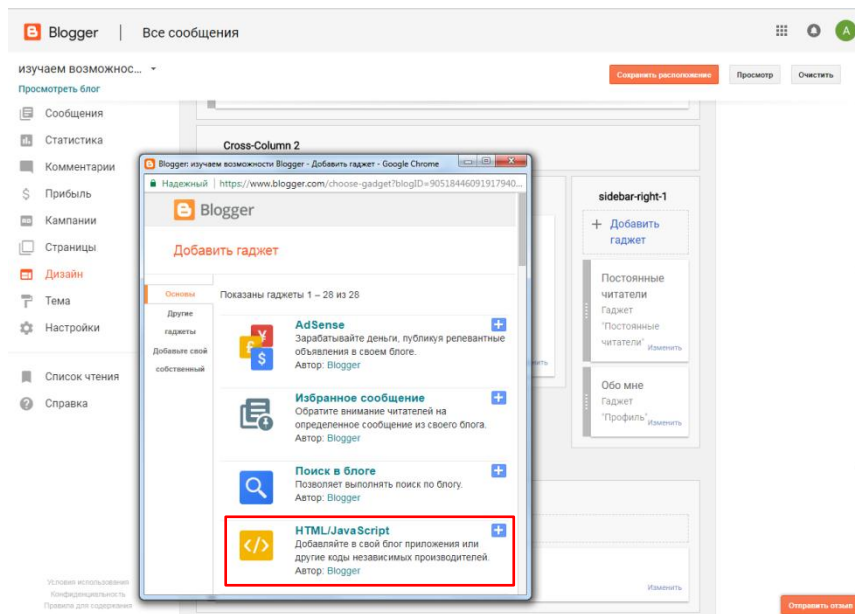 Blogger | Все сообщения
A
изучаем возможнос...
Просмотреть блог
Сохранить расположение
Просмотр
Очистить
Сообщения
Статистика
Комментарии
Прибыль
Кампании
Страницы
Дизайн
Тема
Настройки
Список чтения
Справка
Условия использования
Конфиденциальность
Правила для содержания
Cross-Column 2
Blogger: изучаем возможности Blogger - Добавить гаджет - Google Chrome
Надежный | https://www.blogger.com/choose-gadget?blogID=90518446091917940...
Blogger
Добавить гаджет
Основы
Другие
гаджеты
Добавьте свой
собственный
Показаны гаджеты 1 – 28 из 28
AdSense
Зарабатывайте деньги, публикуя релевантные
объявления в своем блоге.
Автор: Blogger
Избранное сообщение
Обратите внимание читателей на
определенное сообщение из своего блога.
Автор: Blogger
Поиск в блоге
Позволяет выполнять поиск по блогу.
Автор: Blogger
HTML/JavaScript
Добавляйте в свой блог приложения или
другие коды независимых производителей.
Автор: Blogger
sidebar-right-1
+ Добавить
гаджет
Постоянные
читатели
Гаджет
"Постоянные
читатели"
Изменить
Обо мне
Гаджет
"Профиль"
Изменить
Изменить
Отправить отзыв